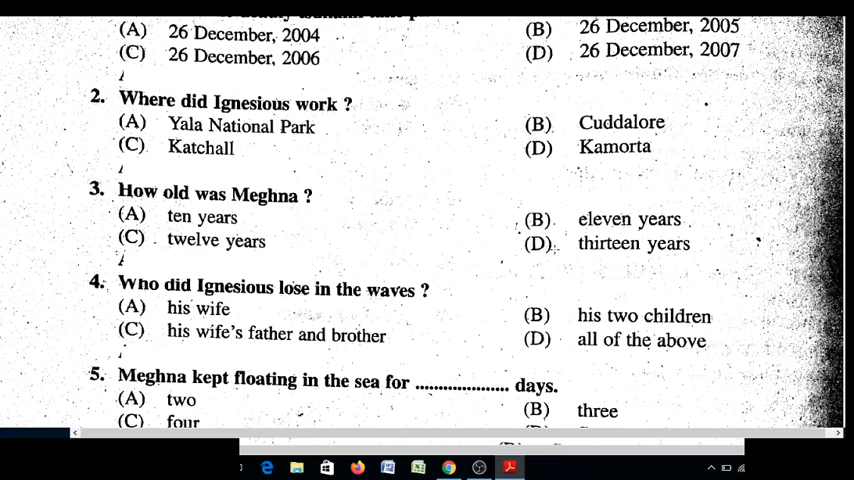 (A) 26 December, 2004 (B) 26 December, 2005
(C) 26 December, 2006 (D) 26 December, 2007
2. Where did Ignesious work ?
(A) Yala National Park (B) Cuddalore
(C) Katchall (D) Kamorta
3. How old was Meghna ?
(A) ten years (B) eleven years
(C) twelve years (D) thirteen years
4. Who did Ignesious lose in the waves ?
(A) his wife (B) his two children
(C) his wife's father and brother (D) all of the above
5. Meghna kept floating in the sea for .................... days.
(A) two (B) three
(C) four